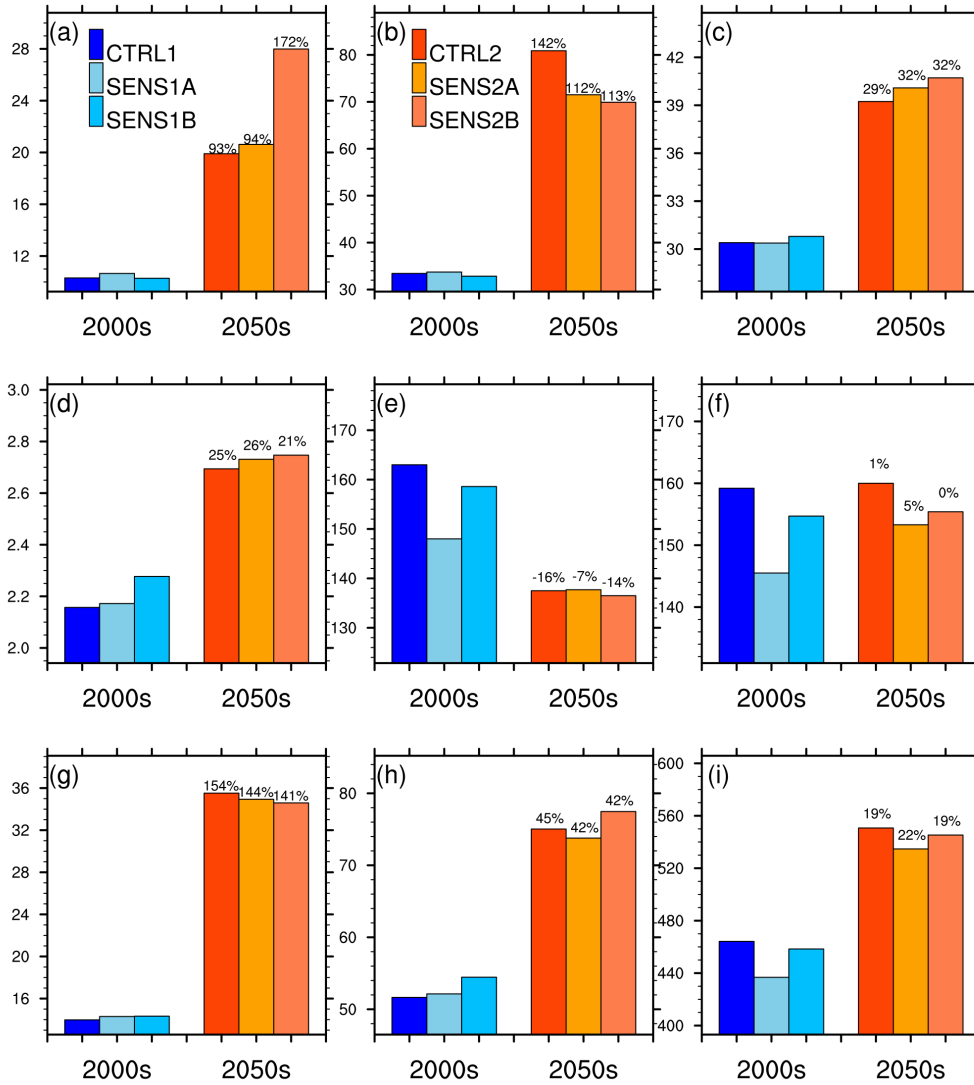 (a)
CTRL1
SENS1A
SENS1B
28
24
20
16
12
93%
94%
172%
2000s
2050s
(b)
CTRL2
SENS2A
SENS2B
80
70
60
50
40
30
142%
112%
113%
2000s
2050s
(c)
42
39
36
33
30
29%
32%
32%
2000s
2050s
(d)
3.0
2.8
2.6
2.4
2.2
2.0
25%
26%
21%
2000s
2050s
(e)
170
160
150
140
130
-16%
-7%
-14%
2000s
2050s
(f)
170
160
150
140
1%
5%
0%
2000s
2050s
(g)
36
32
28
24
20
16
14
154%
144%
141%
2000s
2050s
(h)
80
70
60
50
45%
42%
42%
2000s
2050s
(i)
600
560
520
480
440
400
19%
22%
19%
2000s
2050s